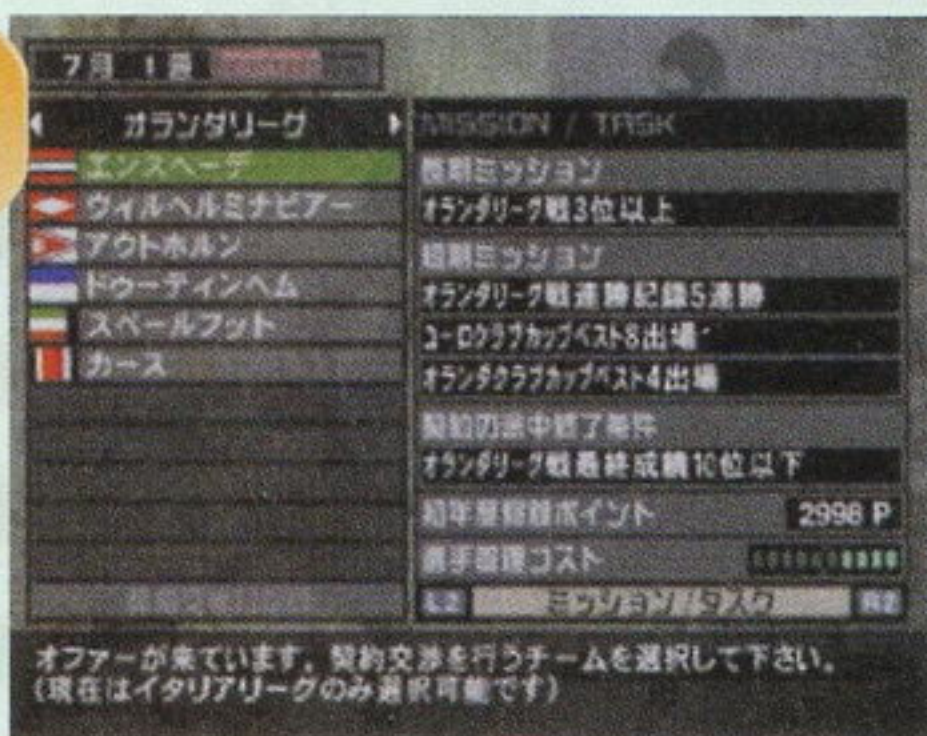 7月 1週
オランダリーグ
エンスヘーデ
ウィルヘルミナピアー
アウトホルン
ドゥーティンヘム
スペールフット
カース
MISSION / TASK
長期ミッション
オランダリーグ戦3位以上
短期ミッション
オランダリーグ戦連勝記録5連勝
ユーロクラブカップベスト8出場
オランダクラブカップベスト4出場
契約の途中終了条件
オランダリーグ戦最終成績10位以下
初年度ポイント 2998 P
選手管理コスト
L2 ミッション/タスク R2
オファーが来ています。契約交渉を行うチームを選択して下さい。
(現在はイタリアリーグのみ選択可能です)